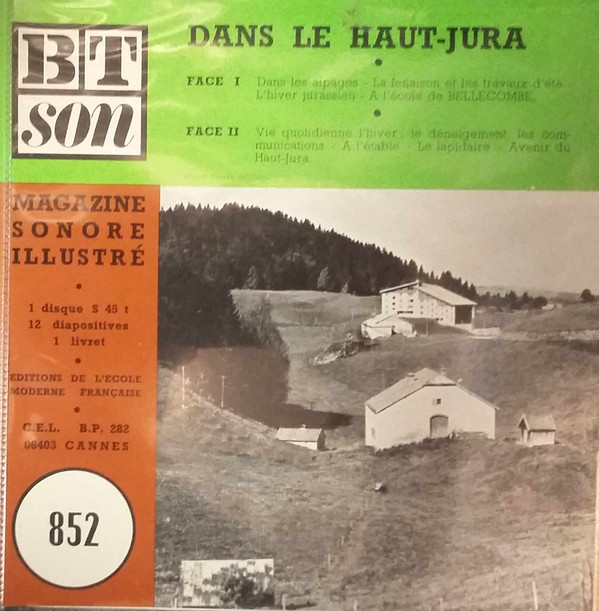 BT
son
DANS LE HAUT-JURA
FACE I Dans les alpages - La fenaison et les travaux d'été
L'hiver jurassien - A l'école de BELLECOMBE.
FACE II Vie quotidienne l'hiver : le déneigement, les com-
munications - A l'étable - Le lapidaire - Avenir du
Haut-Jura.
MAGAZINE
SONORE
ILLUSTRÉ
1 disque S 45 t
12 diapositives
1 livret
EDITIONS DE L'ECOLE
MODERNE FRANÇAISE
C.E.L. B.P. 282
06403 CANNES
852